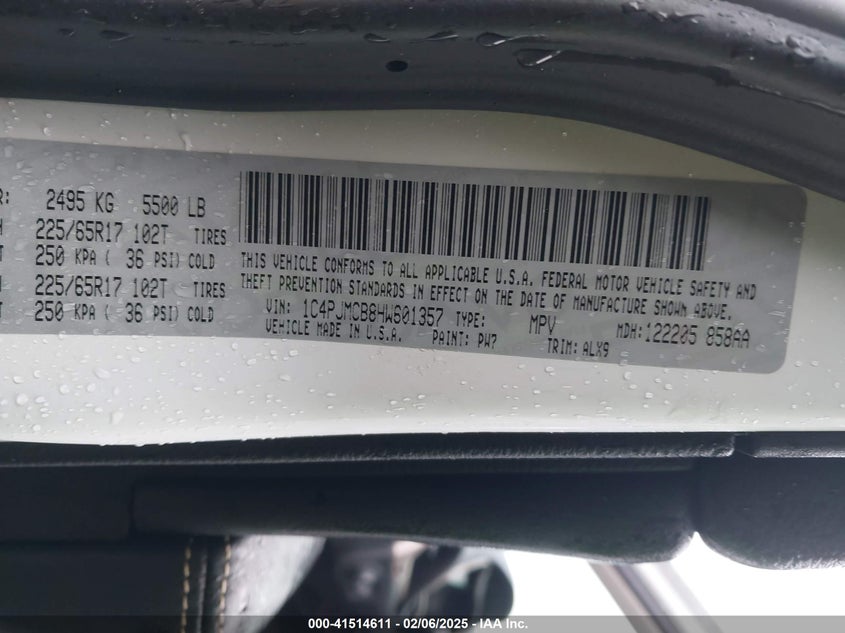 R: 2495 KG 5500 LB
225/65R17 102T TIRES
250 KPA ( 36 PSI) COLD
225/65R17 102T TIRES
250 KPA ( 36 PSI) COLD
THIS VEHICLE CONFORMS TO ALL APPLICABLE U.S.A. FEDERAL MOTOR VEHICLE SAFETY AND
THEFT PREVENTION STANDARDS IN EFFECT ON THE DATE OF MANUFACTURE SHOWN ABOVE.
VIN: 1C4PJMCB84W601357 TYPE: MPV MDH:122205 858AA
VEHICLE MADE IN U.S.A. PAINT: PW7 TRIM: ALX9
000-41514611 - 02/06/2025 - IAA Inc.